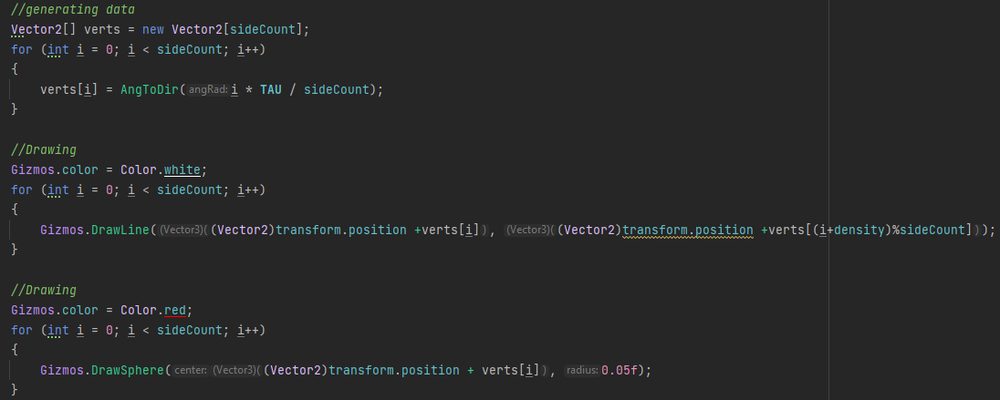 //generating data
Vector2[] verts = new Vector2[sideCount];
for (int i = 0; i < sideCount; i++)
{
    verts[i] = AngToDir(angRad: i * TAU / sideCount);
}

//Drawing
Gizmos.color = Color.white;
for (int i = 0; i < sideCount; i++)
{
    Gizmos.DrawLine((Vector3)((Vector2)transform.position +verts[i]), (Vector3)((Vector2)transform.position +verts[(i+density)%sideCount]));
}

//Drawing
Gizmos.color = Color.red;
for (int i = 0; i < sideCount; i++)
{
    Gizmos.DrawSphere(center: (Vector3)((Vector2)transform.position + verts[i]), radius: 0.05f);
}